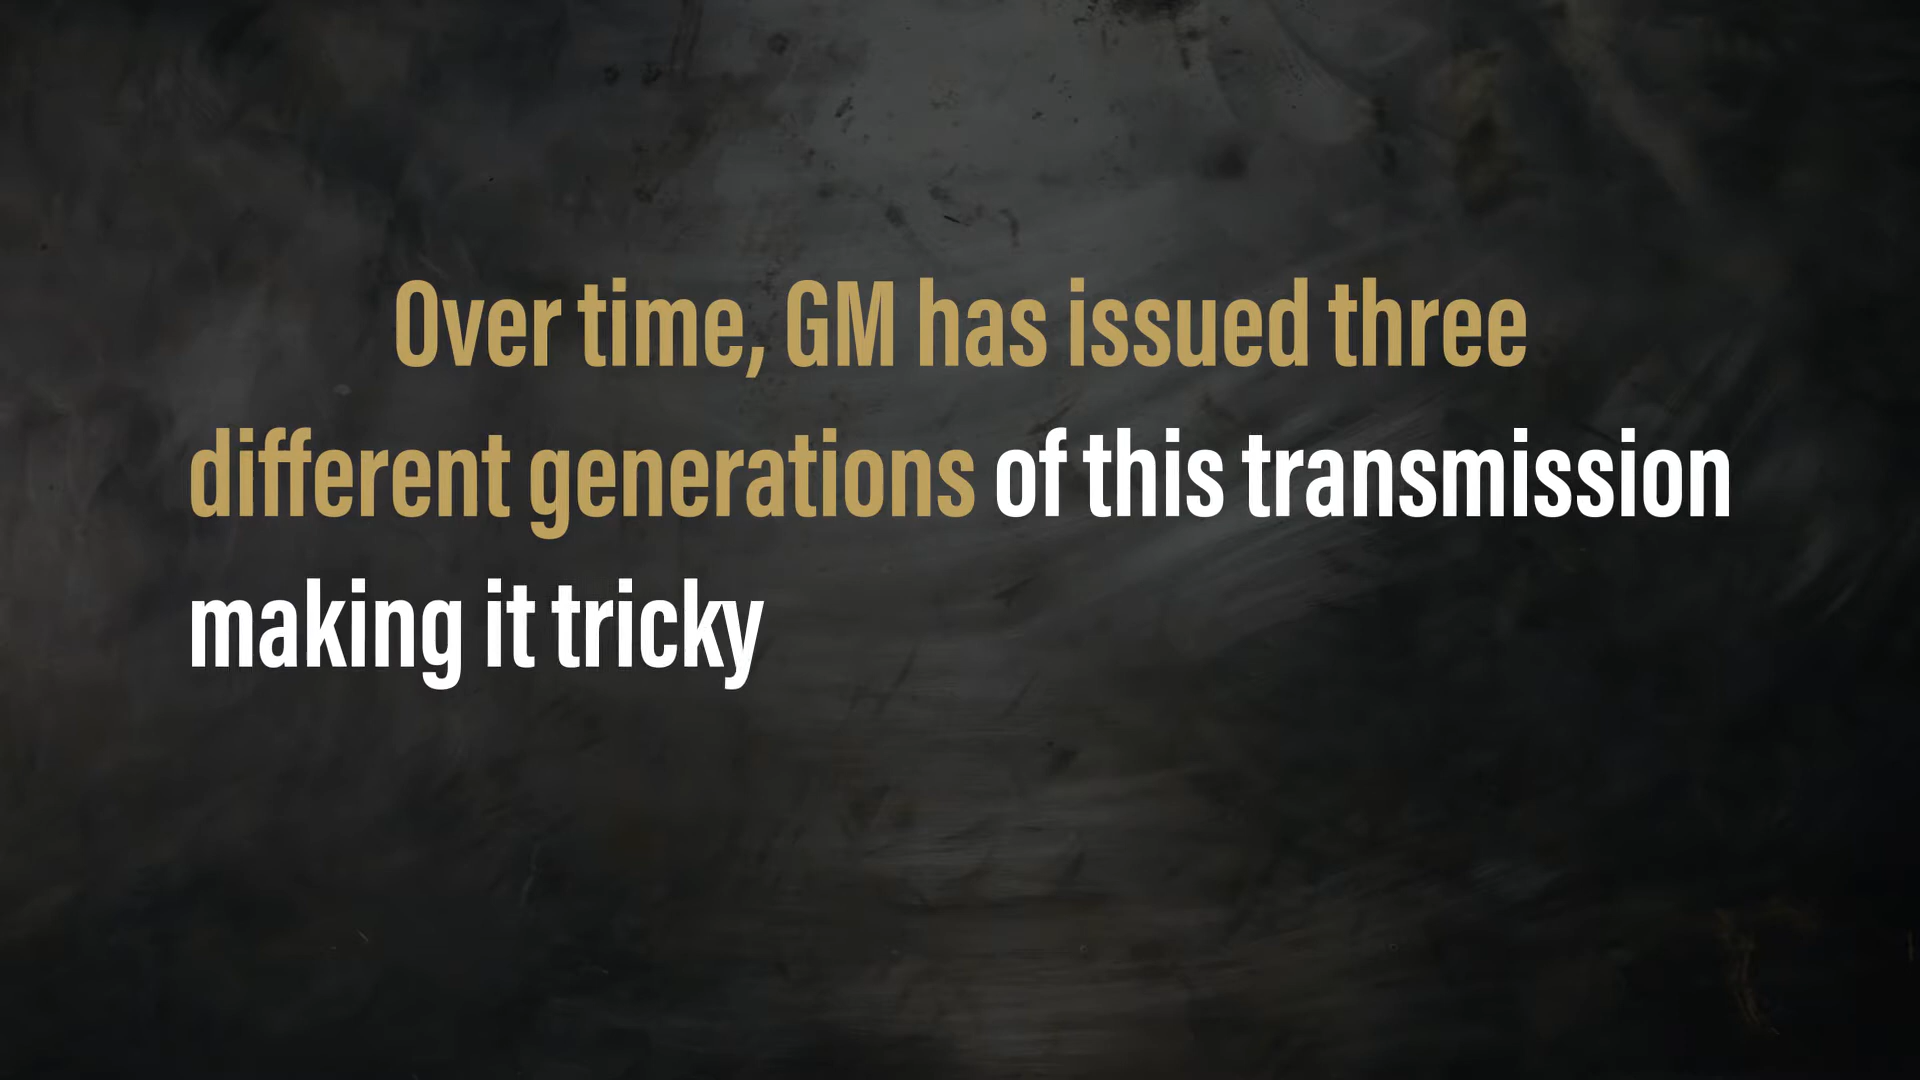 Over time, GM has issued three
different generations of this transmission
making it tricky